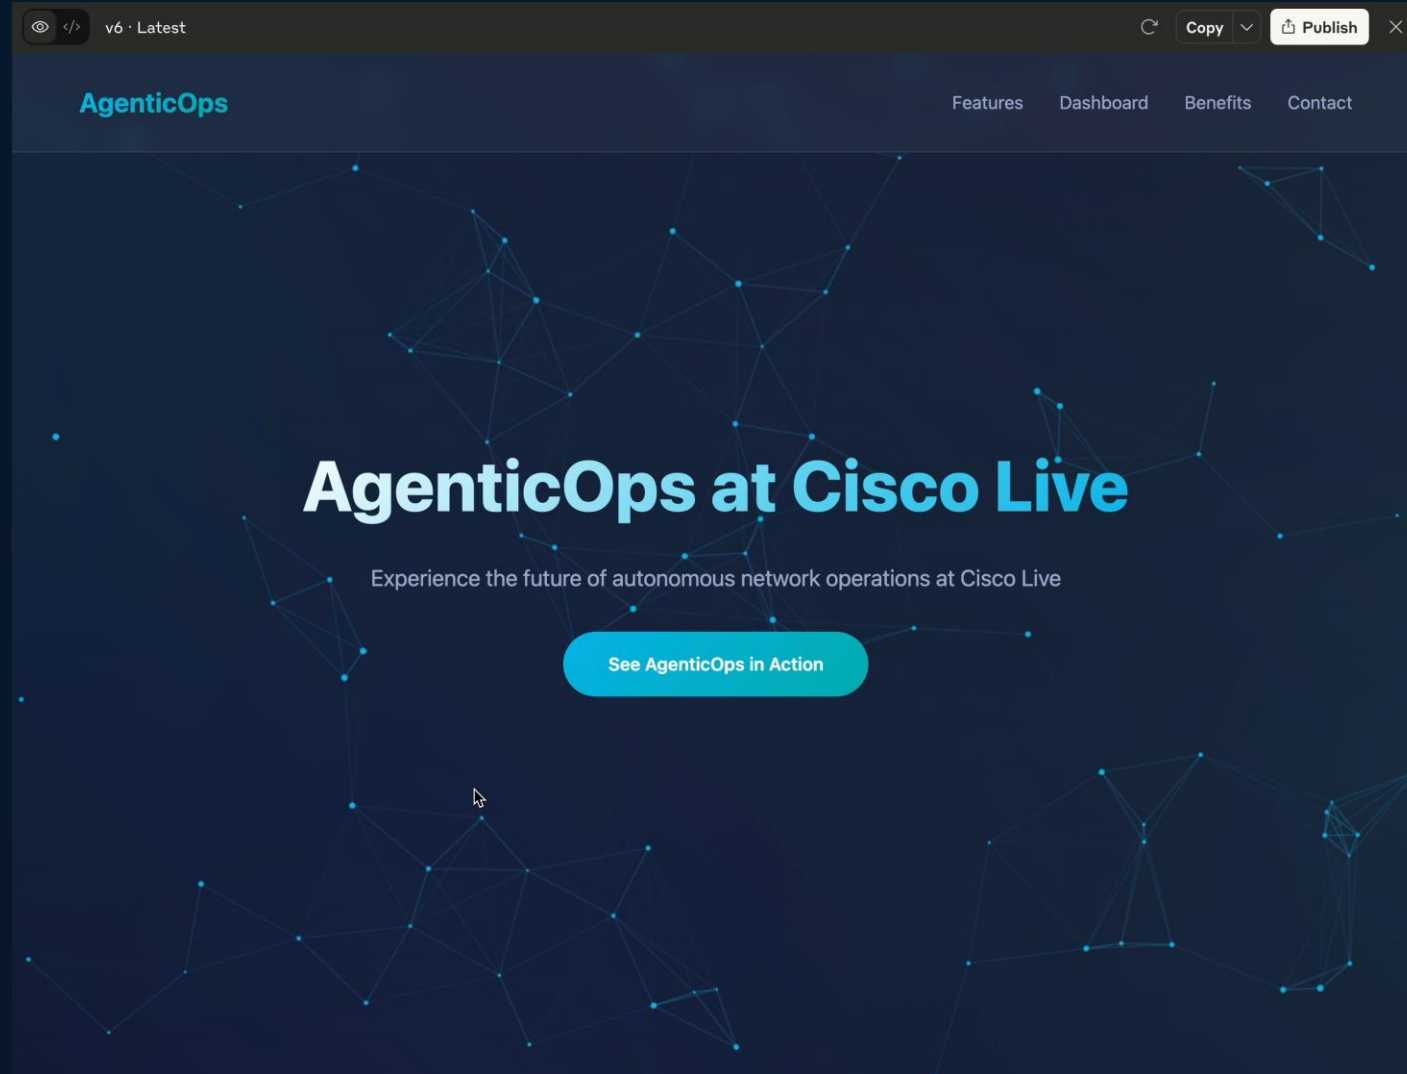 v6 · Latest
Copy
Publish
AgenticOps
Features
Dashboard
Benefits
Contact
AgenticOps at Cisco Live
Experience the future of autonomous network operations at Cisco Live
See AgenticOps in Action